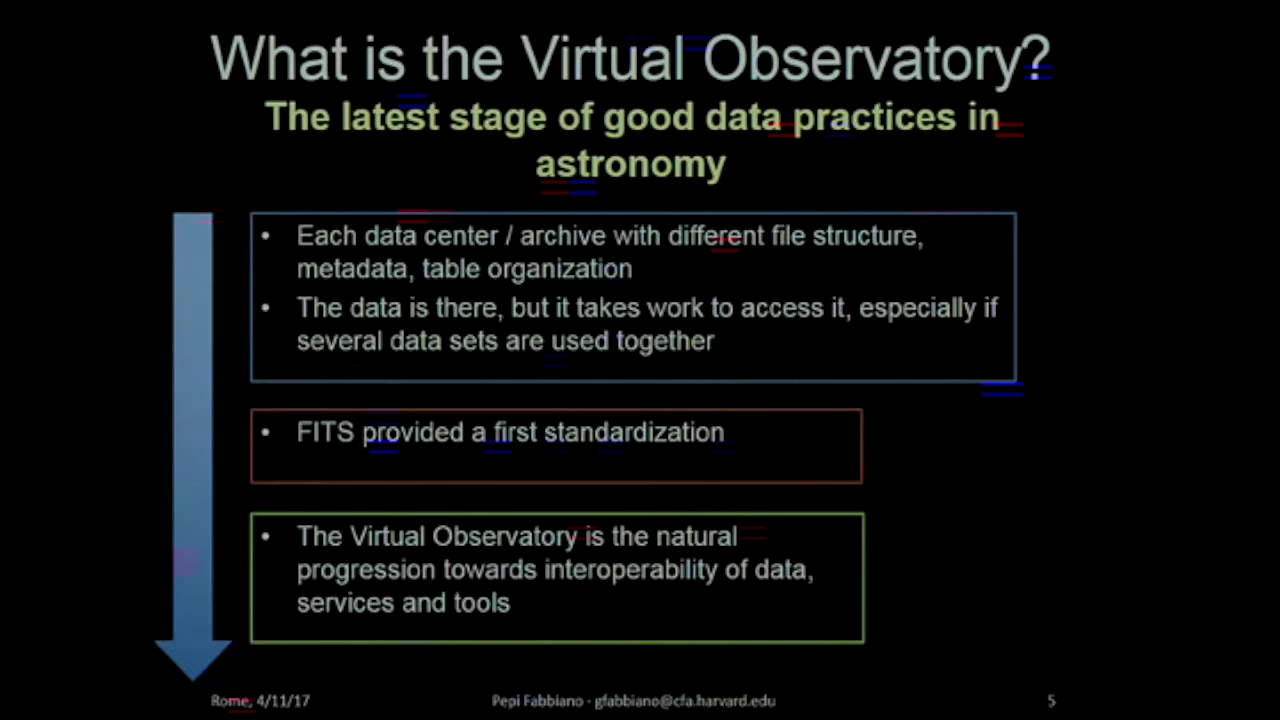 What is the Virtual Observatory?
The latest stage of good data practices in
astronomy
• Each data center / archive with different file structure,
metadata, table organization
• The data is there, but it takes work to access it, especially if
several data sets are used together
• FITS provided a first standardization
• The Virtual Observatory is the natural
progression towards interoperability of data,
services and tools
Rome, 4/11/17
Pepi Fabbiano - gfabbiano@cfa.harvard.edu
5